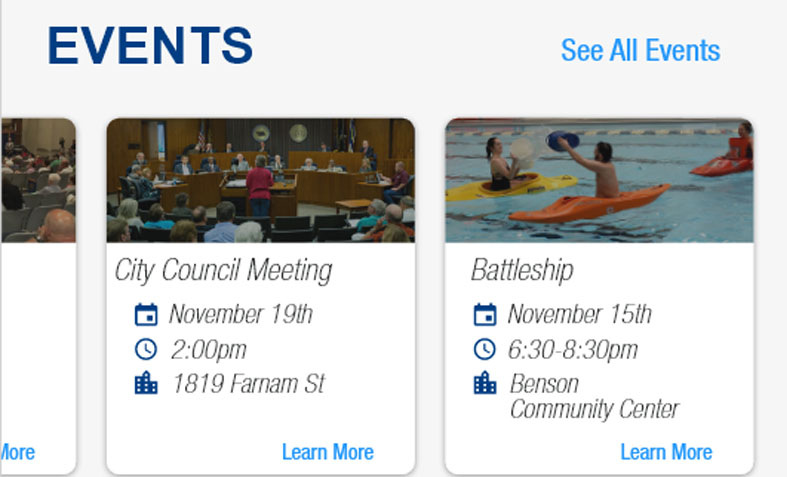 EVENTS
See All Events
City Council Meeting
November 19th
2:00pm
1819 Farnam St
Learn More
Battleship
November 15th
6:30-8:30pm
Benson
Community Center
Learn More
More